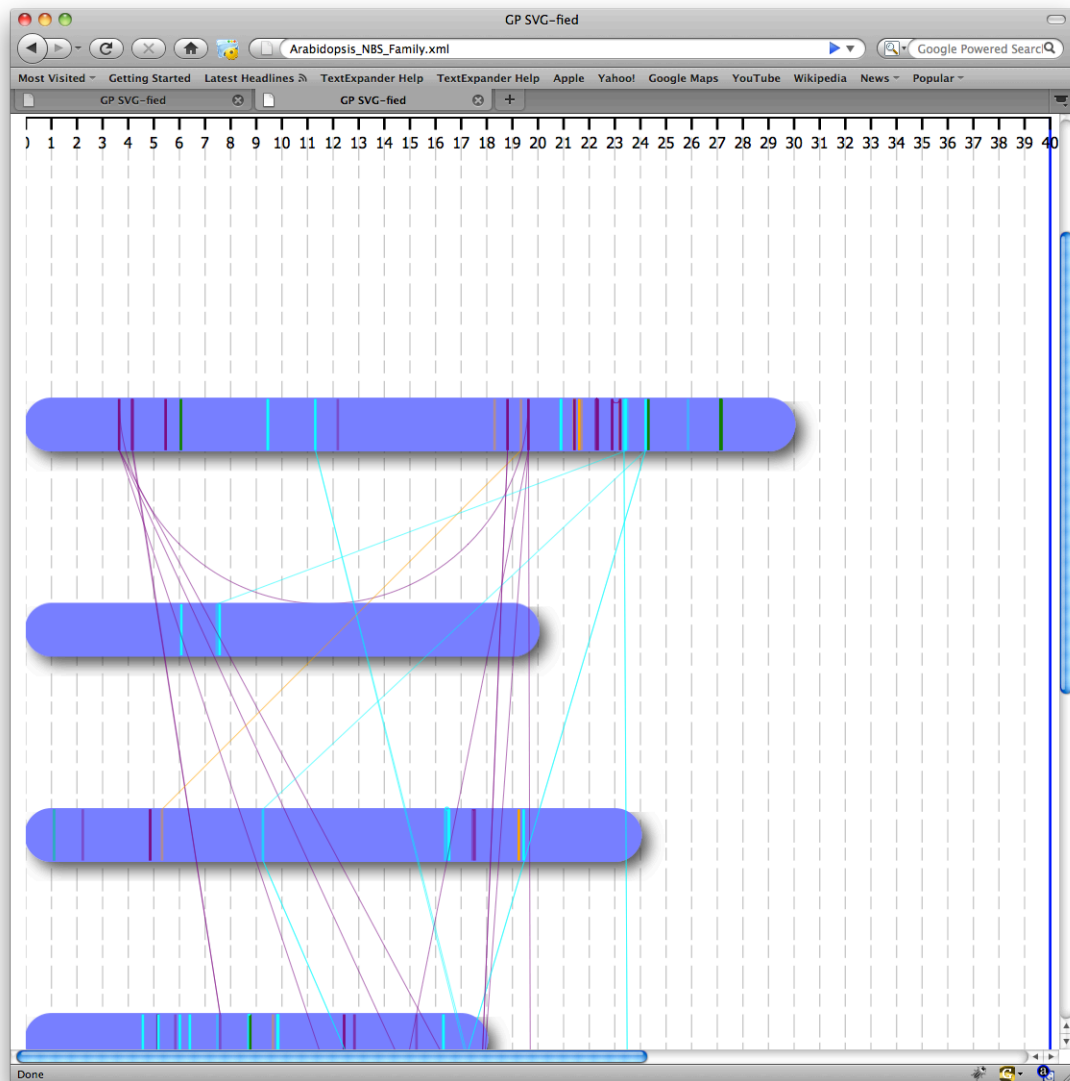 GP SVG-fied
Arabidopsis_NBS_Family.xml
Google Powered Search
Most Visited Getting Started Latest Headlines TextExpander Help TextExpander Help Apple Yahoo! Google Maps YouTube Wikipedia News Popular
GP SVG-fied GP SVG-fied
0 1 2 3 4 5 6 7 8 9 10 11 12 13 14 15 16 17 18 19 20 21 22 23 24 25 26 27 28 29 30 31 32 33 34 35 36 37 38 39 40
Done